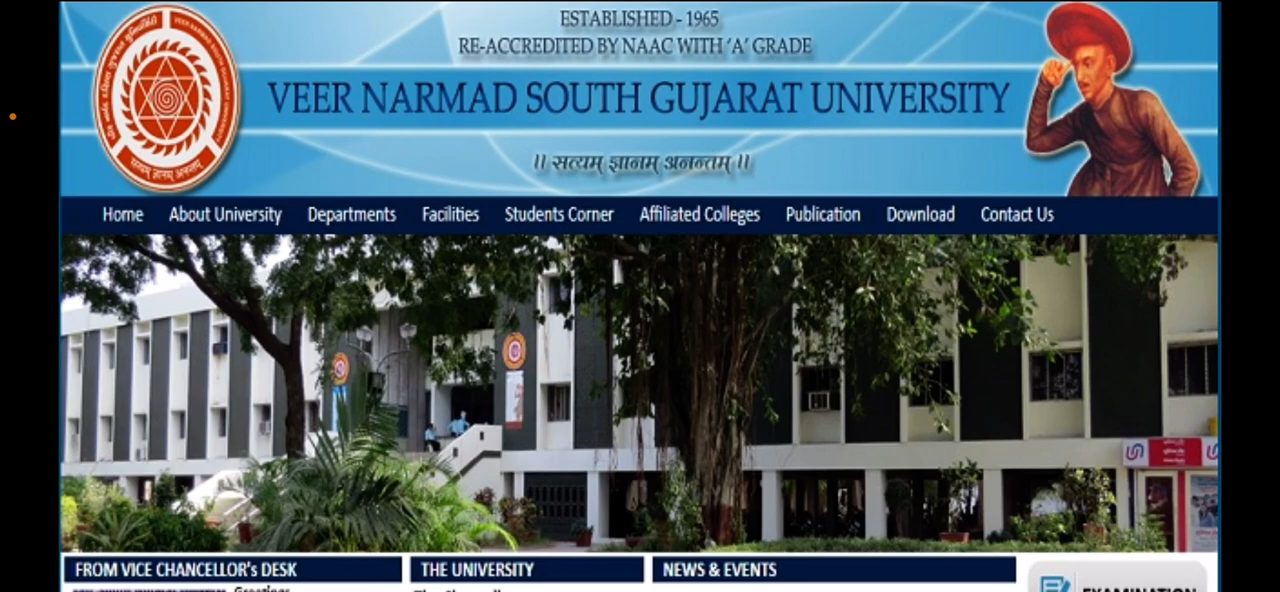 ESTABLISHED - 1965
RE-ACCREDITED BY NAAC WITH ‘A’ GRADE
VEER NARMAD SOUTH GUJARAT UNIVERSITY
॥ सत्यम् ज्ञानम् अनन्तम् ॥
Home About University Departments Facilities Students Corner Affiliated Colleges Publication Download Contact Us
FROM VICE CHANCELLOR's DESK THE UNIVERSITY NEWS & EVENTS
EXAMINATION